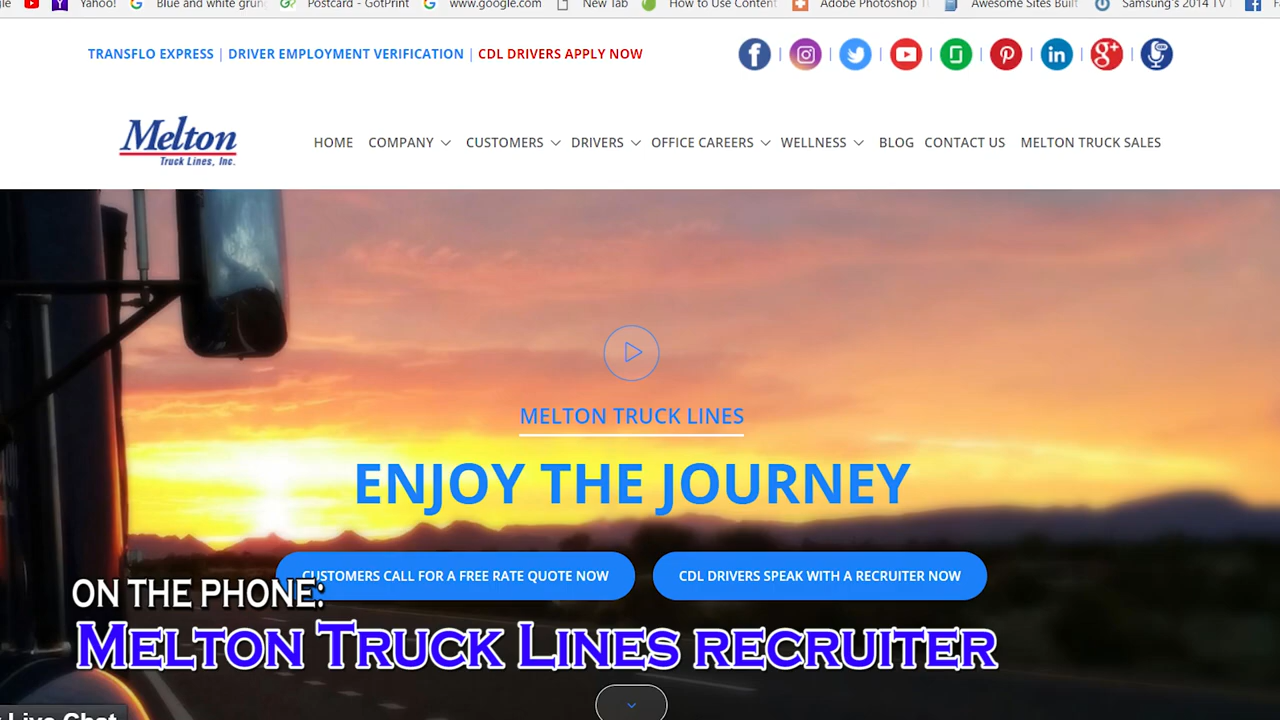 Yahoo!
Blue and white grun
Postcard - GotPrint
www.google.com
New Tab
How to Use Content
Adobe Photoshop
Awesome Sites Built
Samsung's 2014 TV
TRANSFLO EXPRESS | DRIVER EMPLOYMENT VERIFICATION | CDL DRIVERS APPLY NOW
Melton
Truck Lines, Inc.
HOME COMPANY CUSTOMERS DRIVERS OFFICE CAREERS WELLNESS BLOG CONTACT US MELTON TRUCK SALES
MELTON TRUCK LINES
ENJOY THE JOURNEY
CUSTOMERS CALL FOR A FREE RATE QUOTE NOW
CDL DRIVERS SPEAK WITH A RECRUITER NOW
ON THE PHONE:
MELTON TRUCK LINES RECRUITER
Live Chat